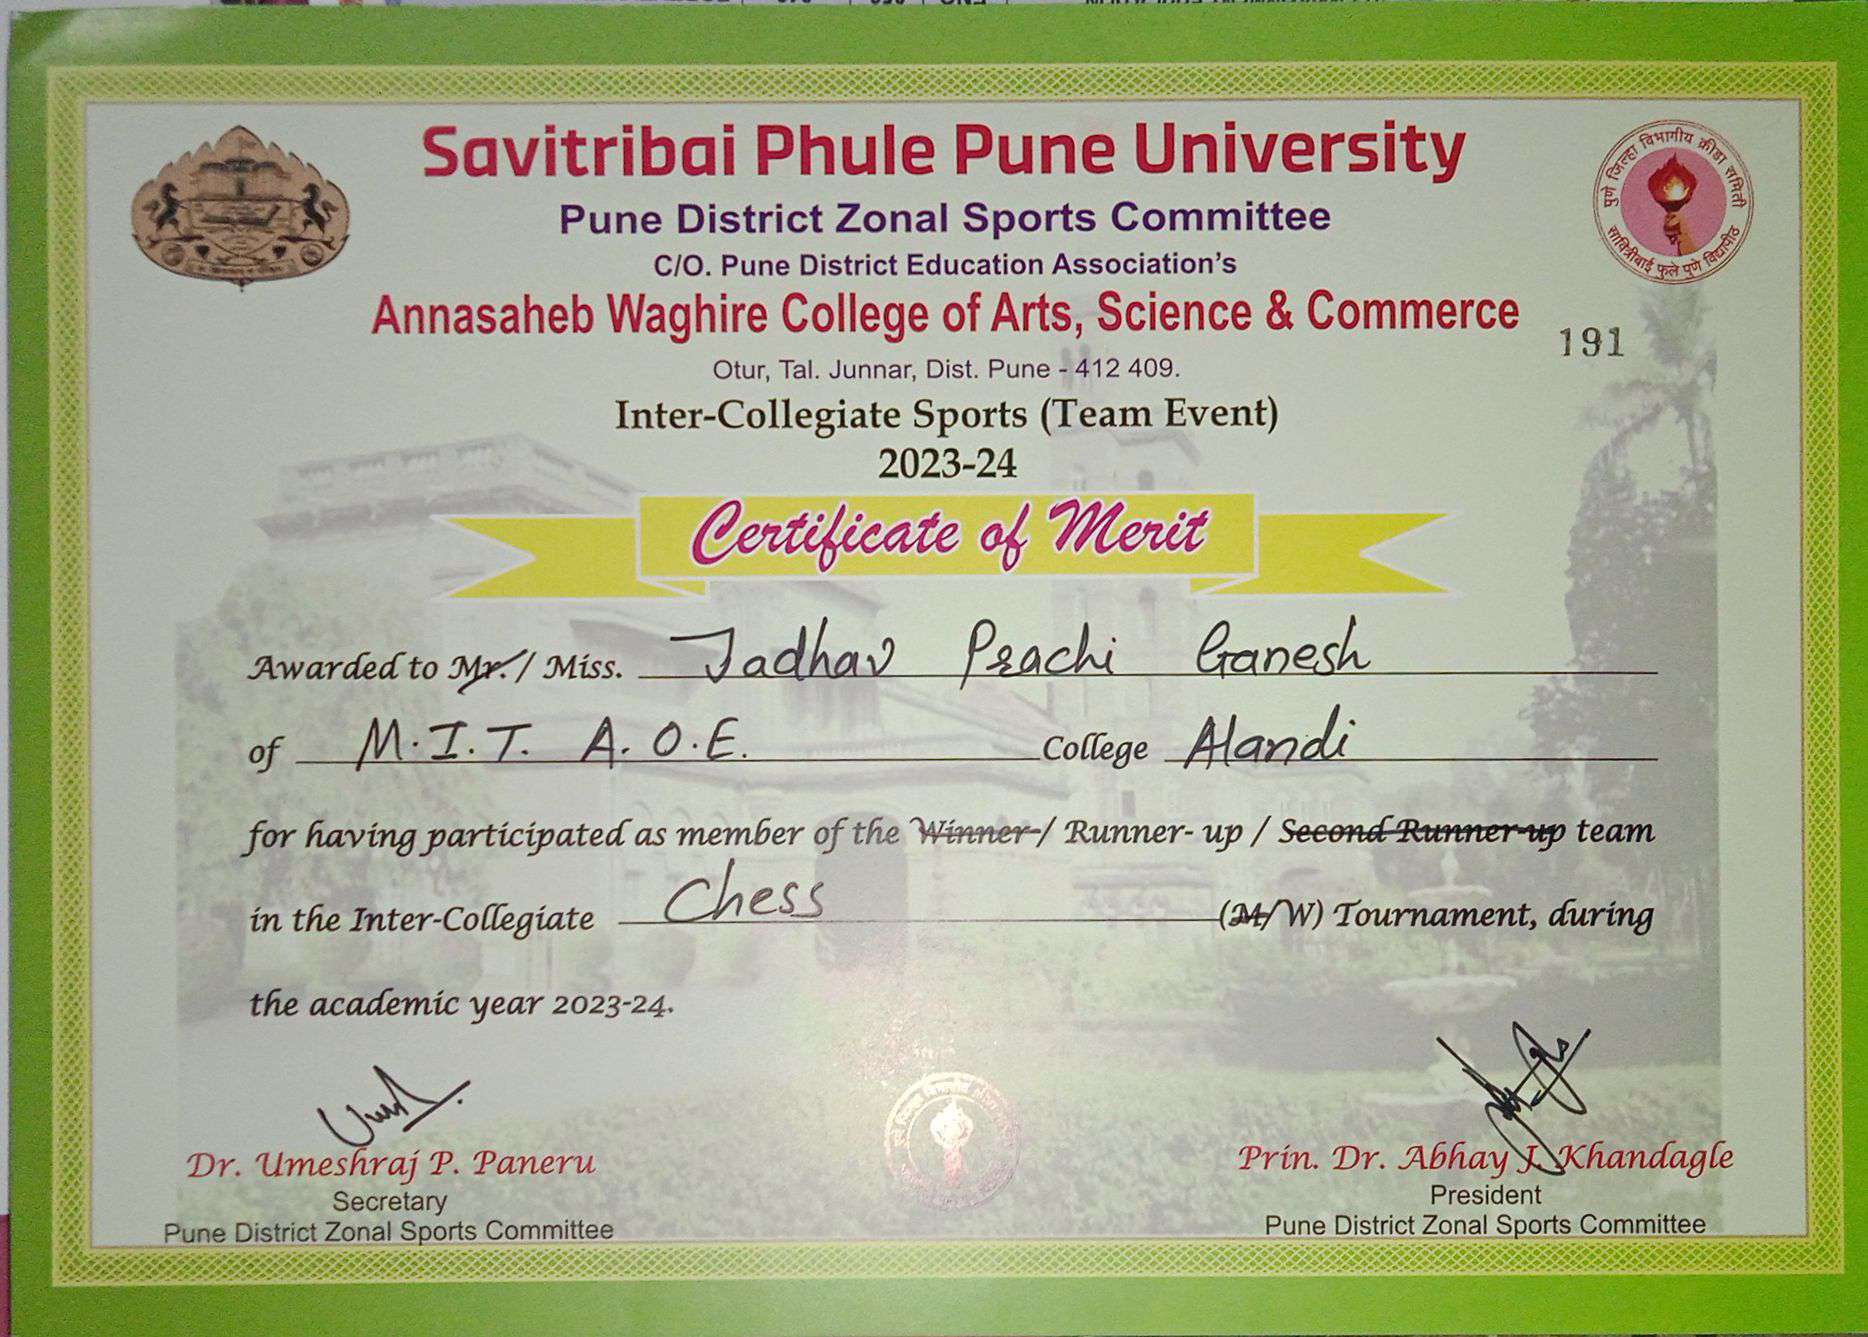 Savitribai Phule Pune University
Pune District Zonal Sports Committee
C/O. Pune District Education Association's
Annasaheb Waghire College of Arts, Science & Commerce
पुणे जिल्हा विभागीय क्रीडा समिती
सावित्रीबाई फुले पुणे विद्यापीठ
191
Otur, Tal. Junnar, Dist. Pune - 412 409.
Inter-Collegiate Sports (Team Event)
2023-24
Certificate of Merit
Awarded to Mr. / Miss. Jadhav Prachi Ganesh
of M.I.T. A.O.E. College Alandi
for having participated as member of the Winner / Runner- up / Second Runner-up team
in the Inter-Collegiate Chess (M/W) Tournament, during
the academic year 2023-24.
Dr. Umeshraj P. Paneru
Secretary
Pune District Zonal Sports Committee
Prin. Dr. Abhay J. Khandagle
President
Pune District Zonal Sports Committee